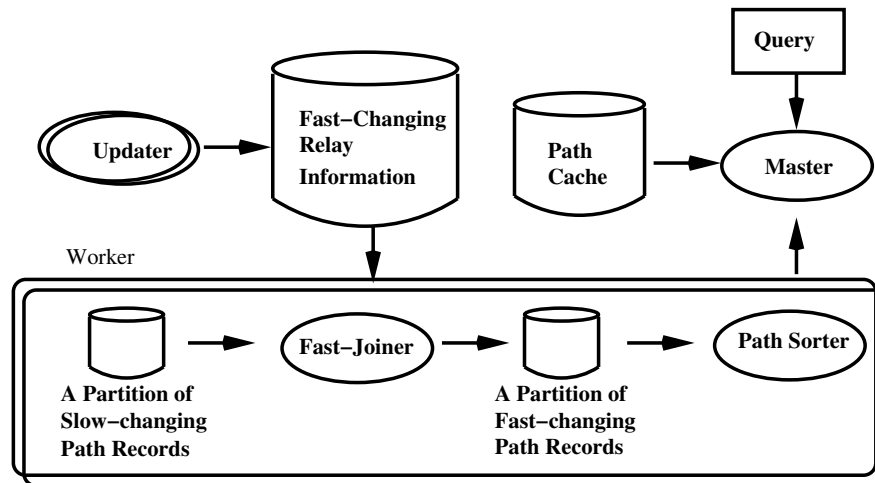 Query
Fast−Changing
Relay
Information
Updater
Path
Cache
Master
Worker
Fast−Joiner
Path Sorter
A Partition of
Slow−changing
Path Records
A Partition of
Fast−changing
Path Records